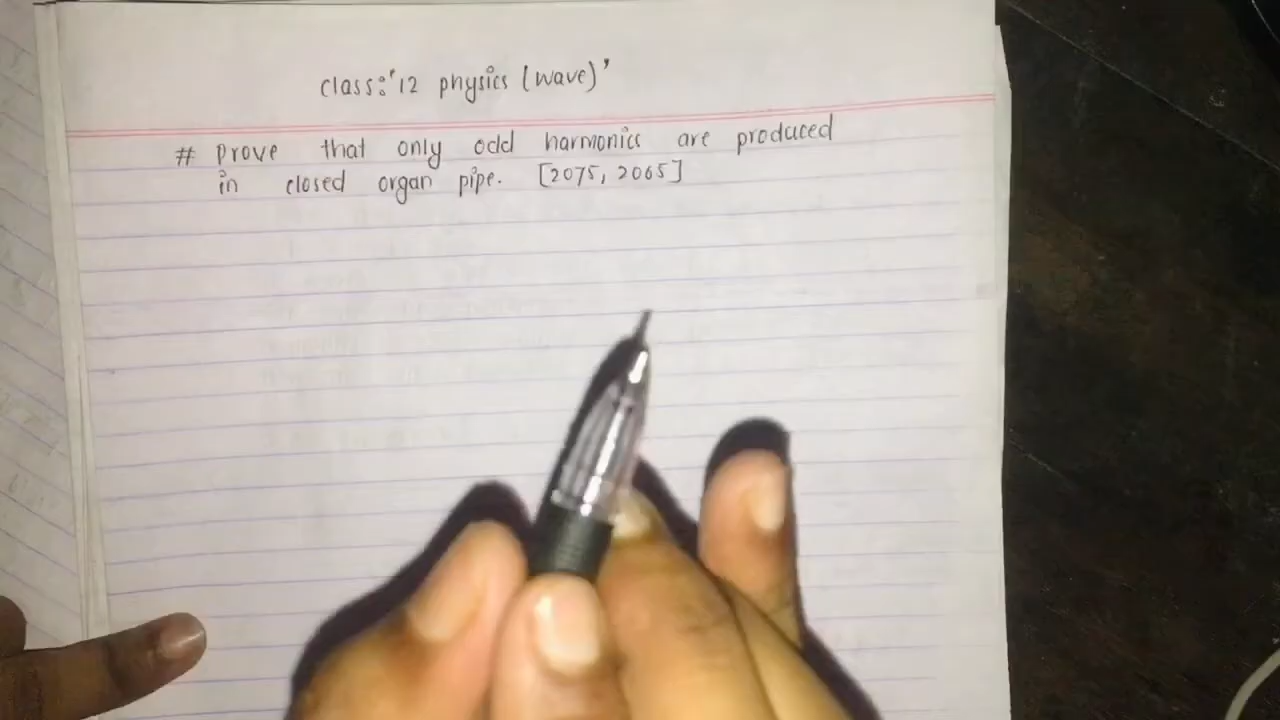 class:'12 physics (wave)'
# prove that only odd harmonics are produced
in closed organ pipe. [2075, 2065]